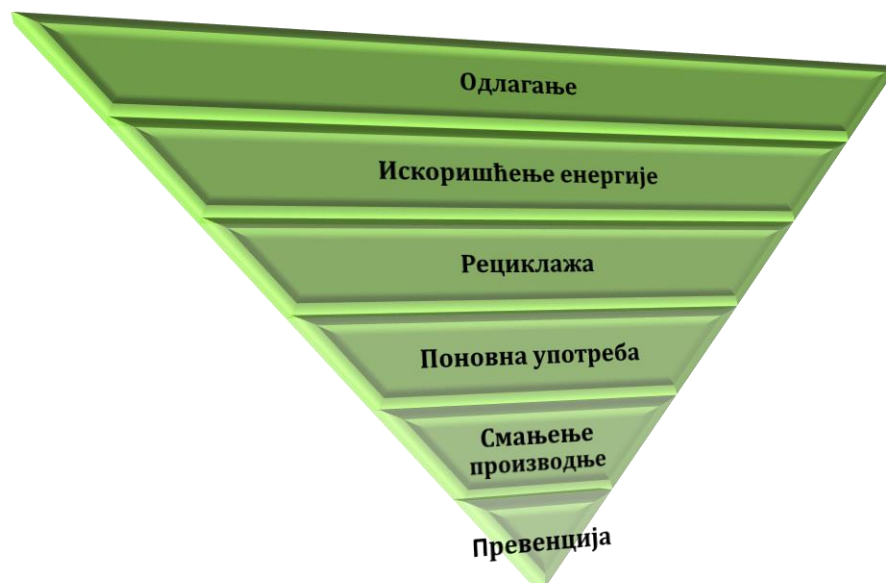 Одлагање
Искоришћење енергије
Рециклажа
Поновна употреба
Смањење
производње
Превенција